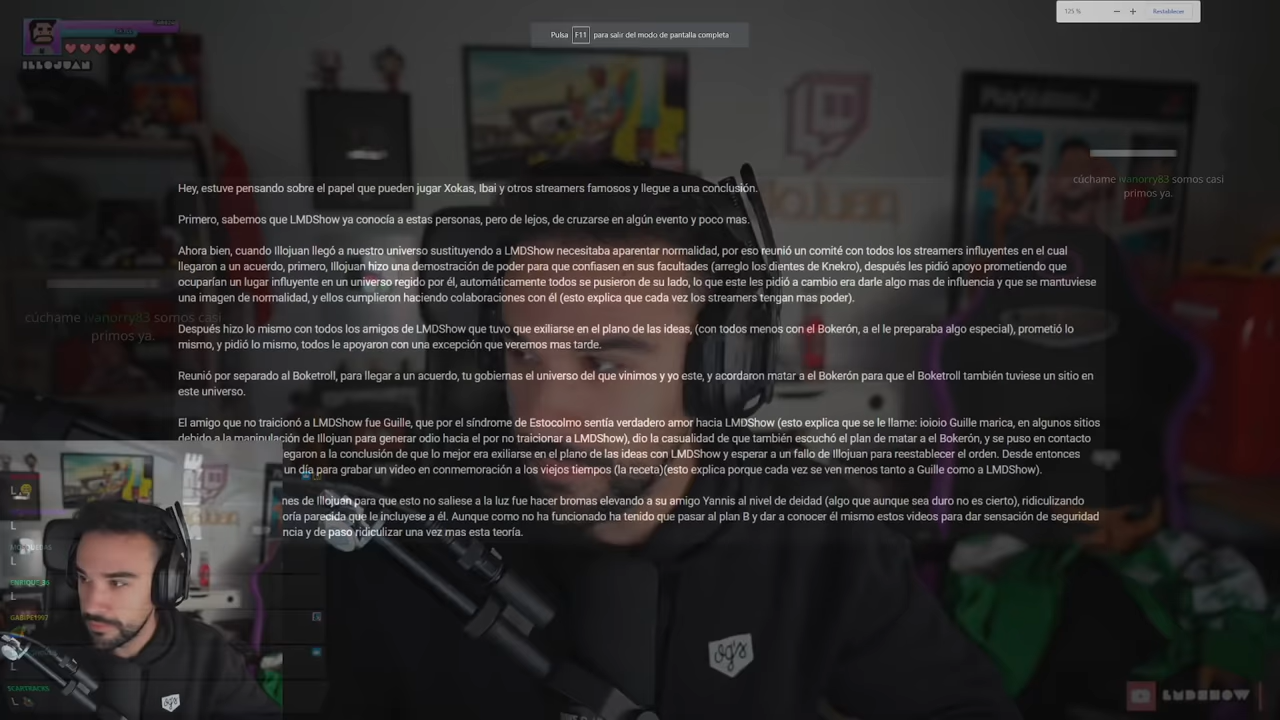 125 %
Restablecer
Pulsa F11 para salir del modo de pantalla completa
ILLOJUAN
PlayStation 2
Hey, estuve pensando sobre el papel que pueden jugar Xokas, Ibai y otros streamers famosos y llegue a una conclusión.
cúchame ivanorry83 somos casi
primos ya.
Primero, sabemos que LMDShow ya conocía a estas personas, pero de lejos, de cruzarse en algún evento y poco mas.
Ahora bien, cuando Illojuan llegó a nuestro universo sustituyendo a LMDShow necesitaba aparentar normalidad, por eso reunió un comité con todos los streamers influyentes en el cual
llegaron a un acuerdo, primero, Illojuan hizo una demostración de poder para que confiasen en sus facultades (arreglo los dientes de Knekro), después les pidió apoyo prometiendo que
ocuparían un lugar influyente en un universo regido por él, automáticamente todos se pusieron de su lado, lo que este les pidió a cambio era darle algo mas de influencia y que se mantuviese
una imagen de normalidad, y ellos cumplieron haciendo colaboraciones con él (esto explica que cada vez los streamers tengan mas poder).
cúchame ivanorry83 somos casi
primos ya.
Después hizo lo mismo con todos los amigos de LMDShow que tuvo que exiliarse en el plano de las ideas, (con todos menos con el Bokerón, a el le preparaba algo especial), prometió lo
mismo, y pidió lo mismo, todos le apoyaron con una excepción que veremos mas tarde.
Reunió por separado al Boketroll, para llegar a un acuerdo, tu gobiernas el universo del que vinimos y yo este, y acordaron matar a el Bokerón para que el Boketroll también tuviese un sitio en
este universo.
El amigo que no traicionó a LMDShow fue Guille, que por el síndrome de Estocolmo sentía verdadero amor hacia LMDShow (esto explica que se le llame: ioioio Guille marica, en algunos sitios
debido a la manipulación de Illojuan para generar odio hacia el por no traicionar a LMDShow), dio la casualidad de que también escuchó el plan de matar a el Bokerón, y se puso en contacto
egaron a la conclusión de que lo mejor era exiliarse en el plano de las ideas con LMDShow y esperar a un fallo de Illojuan para reestablecer el orden. Desde entonces
un día para grabar un video en conmemoración a los viejos tiempos (la receta)(esto explica porque cada vez se ven menos tanto a Guille como a LMDShow).
nes de Illojuan para que esto no saliese a la luz fue hacer bromas elevando a su amigo Yannis al nivel de deidad (algo que aunque sea duro no es cierto), ridiculizando
oría parecida que le incluyese a él. Aunque como no ha funcionado ha tenido que pasar al plan B y dar a conocer él mismo estos videos para dar sensación de seguridad
ncia y de paso ridiculizar una vez mas esta teoría.
L
L
L
L
GABIPE1997
L
SCARTRACKS
L
ogs
LMDSHOW